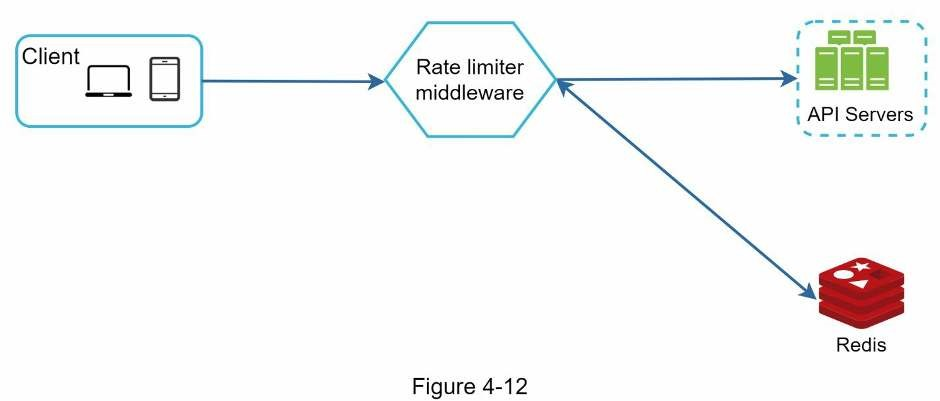 Client
Rate limiter
middleware
API Servers
Redis
Figure 4-12